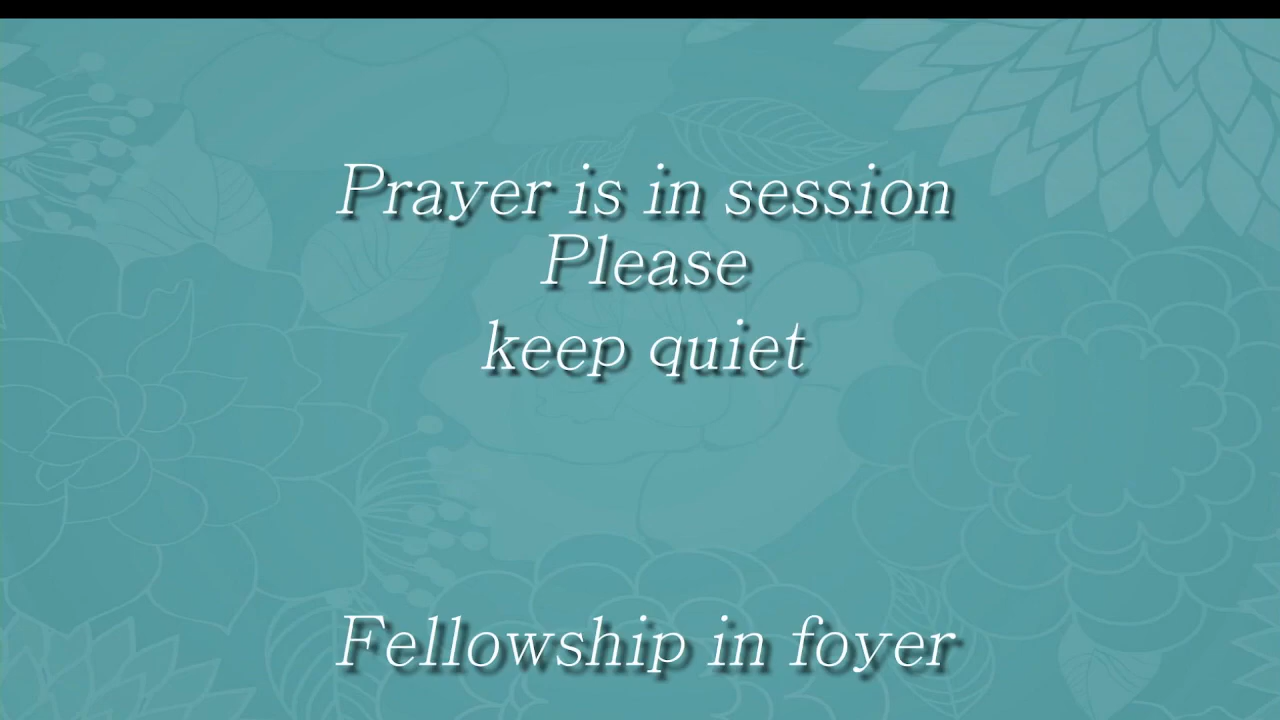 Prayer is in session
Please
keep quiet
Fellowship in foyer